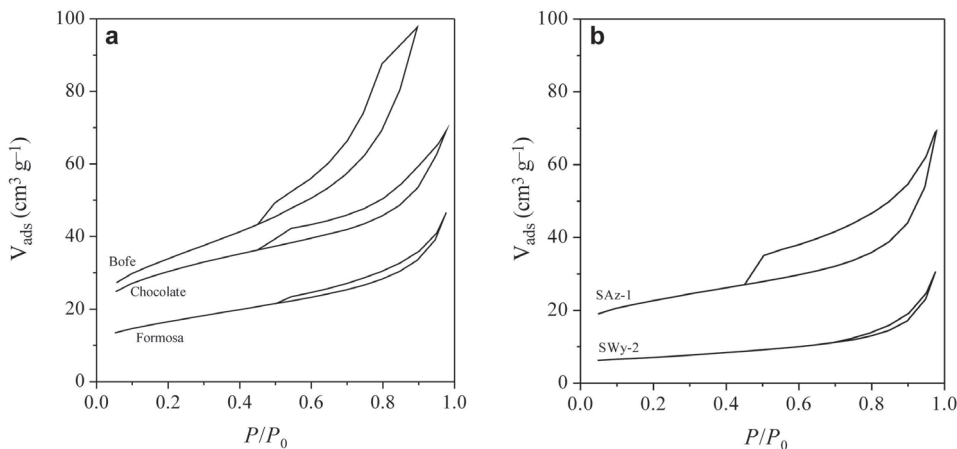 a
100
80
60
40
20
0
V_ads (cm³ g⁻¹)
Bofe
Chocolate
Formosa
0.0 0.2 0.4 0.6 0.8 1.0
P/P₀
b
100
80
60
40
20
0
V_ads (cm³ g⁻¹)
SAz-1
SWy-2
0.0 0.2 0.4 0.6 0.8 1.0
P/P₀